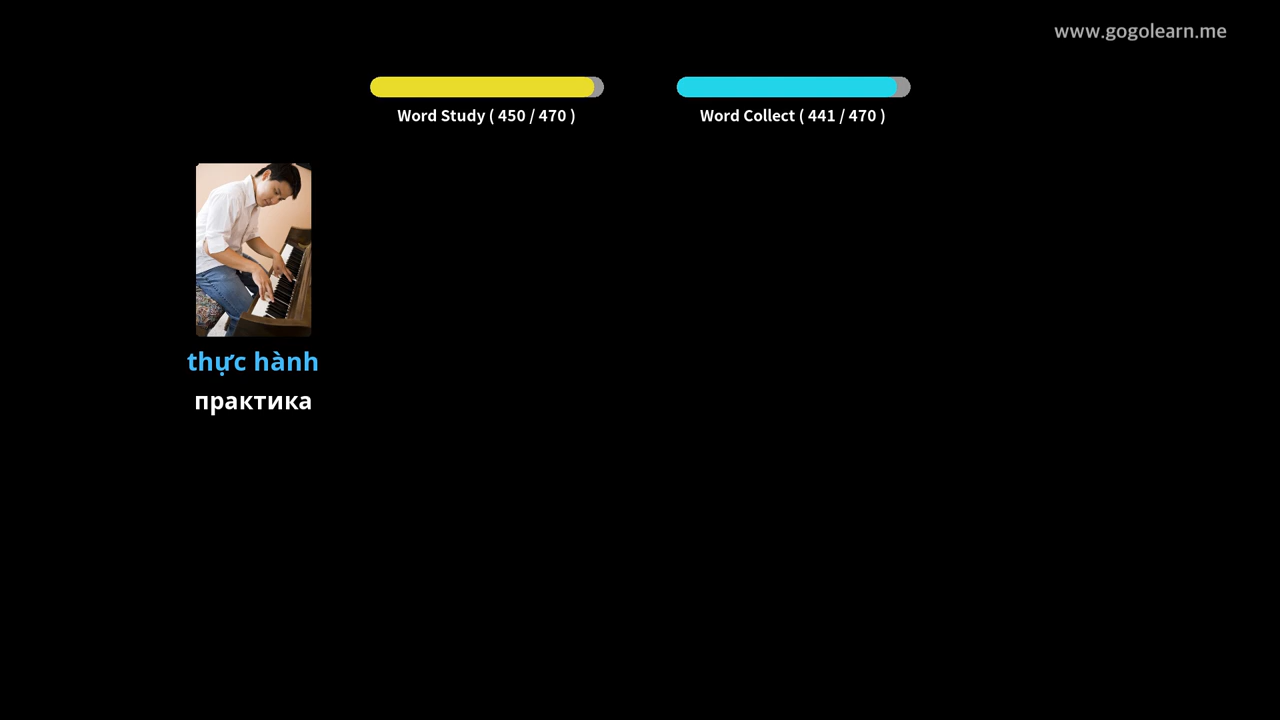 www.gogolearn.me
Word Study ( 450 / 470 )
Word Collect ( 441 / 470 )
thực hành
практика